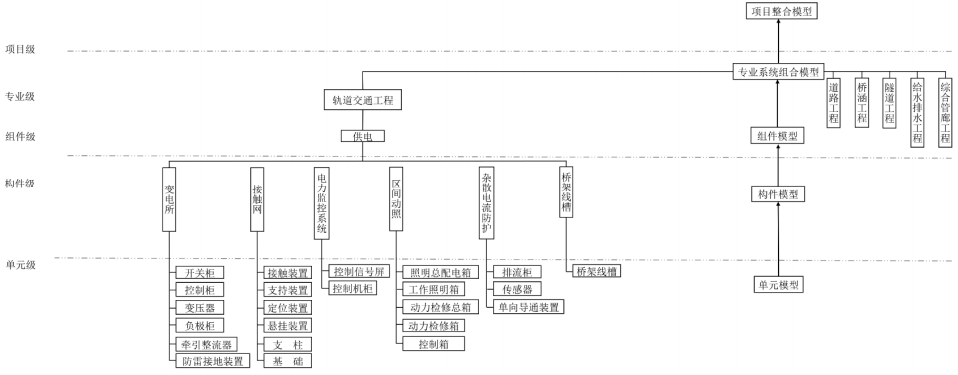 项目整合模型
项目级
专业系统组合模型
专业级
轨道交通工程
道路工程
桥涵工程
隧道工程
给水排水工程
综合管廊工程
组件级
供电
组件模型
构件级
变电所
接触网
电力监控系统
区间动照
杂散电流防护
桥架线槽
构件模型
单元级
开关柜
控制柜
变压器
负极柜
牵引整流器
防雷接地装置
接触装置
支持装置
定位装置
悬挂装置
支 柱
基 础
控制信号屏
控制机柜
照明总配电箱
工作照明箱
动力检修总箱
动力检修箱
控制箱
排流柜
传感器
单向导通装置
桥架线槽
单元模型